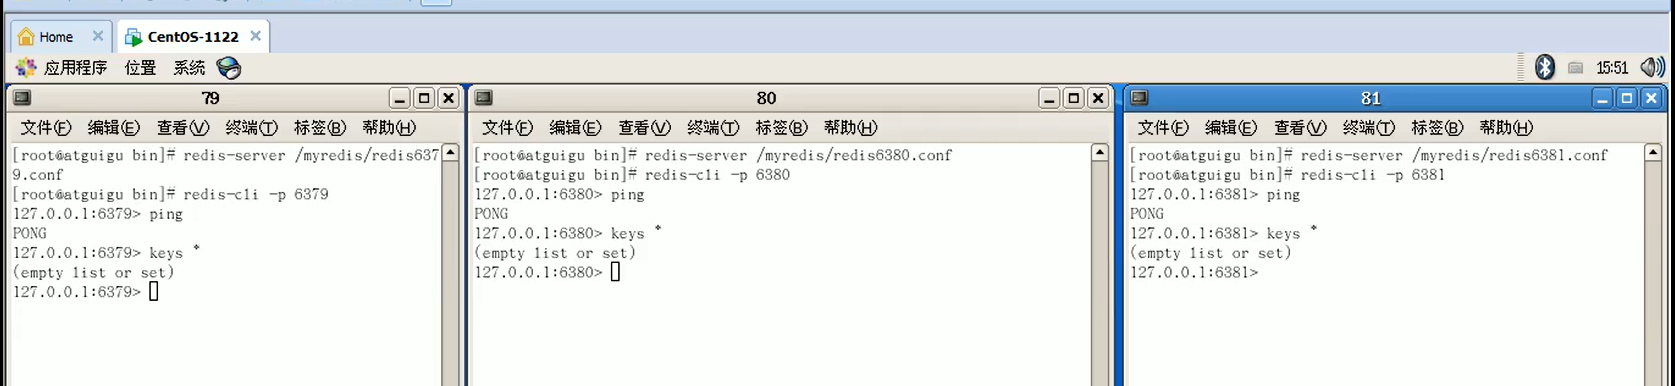 Home CentOS-1122
应用程序 位置 系统 15:51
79
文件(F) 编辑(E) 查看(V) 终端(T) 标签(B) 帮助(H)
[root@atguigu bin]# redis-server /myredis/redis637
9.conf
[root@atguigu bin]# redis-cli -p 6379
127.0.0.1:6379> ping
PONG
127.0.0.1:6379> keys *
(empty list or set)
127.0.0.1:6379>
80
文件(F) 编辑(E) 查看(V) 终端(T) 标签(B) 帮助(H)
[root@atguigu bin]# redis-server /myredis/redis6380.conf
[root@atguigu bin]# redis-cli -p 6380
127.0.0.1:6380> ping
PONG
127.0.0.1:6380> keys *
(empty list or set)
127.0.0.1:6380>
81
文件(F) 编辑(E) 查看(V) 终端(T) 标签(B) 帮助(H)
[root@atguigu bin]# redis-server /myredis/redis6381.conf
[root@atguigu bin]# redis-cli -p 6381
127.0.0.1:6381> ping
PONG
127.0.0.1:6381> keys *
(empty list or set)
127.0.0.1:6381>